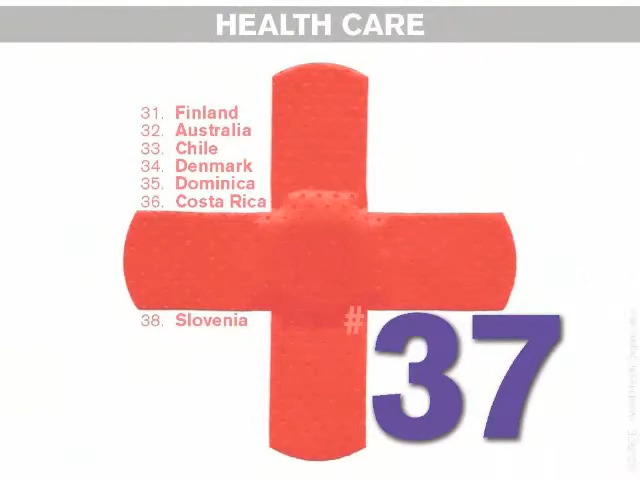 HEALTH CARE
31. Finland
32. Australia
33. Chile
34. Denmark
35. Dominica
36. Costa Rica
#37
38. Slovenia